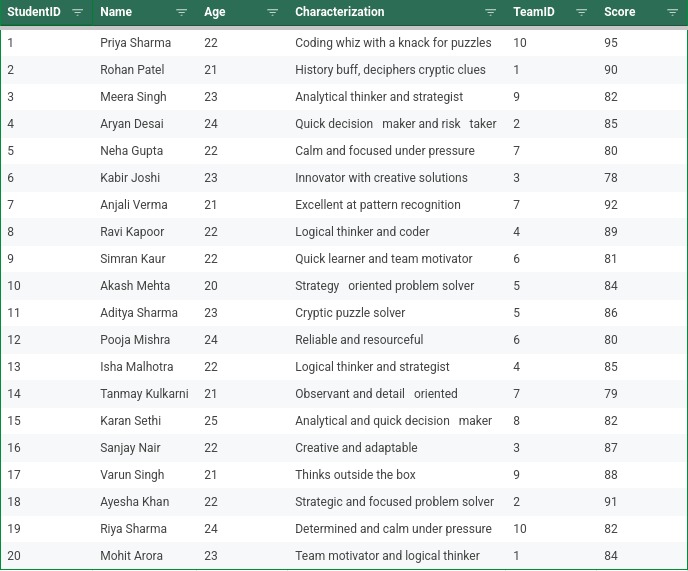 StudentID Name Age Characterization TeamID Score
1 Priya Sharma 22 Coding whiz with a knack for puzzles 10 95
2 Rohan Patel 21 History buff, deciphers cryptic clues 1 90
3 Meera Singh 23 Analytical thinker and strategist 9 82
4 Aryan Desai 24 Quick decision maker and risk taker 2 85
5 Neha Gupta 22 Calm and focused under pressure 7 80
6 Kabir Joshi 23 Innovator with creative solutions 3 78
7 Anjali Verma 21 Excellent at pattern recognition 7 92
8 Ravi Kapoor 22 Logical thinker and coder 4 89
9 Simran Kaur 22 Quick learner and team motivator 6 81
10 Akash Mehta 20 Strategy oriented problem solver 5 84
11 Aditya Sharma 23 Cryptic puzzle solver 5 86
12 Pooja Mishra 24 Reliable and resourceful 6 80
13 Isha Malhotra 22 Logical thinker and strategist 4 85
14 Tanmay Kulkarni 21 Observant and detail oriented 7 79
15 Karan Sethi 25 Analytical and quick decision maker 8 82
16 Sanjay Nair 22 Creative and adaptable 3 87
17 Varun Singh 21 Thinks outside the box 9 88
18 Ayesha Khan 22 Strategic and focused problem solver 2 91
19 Riya Sharma 24 Determined and calm under pressure 10 82
20 Mohit Arora 23 Team motivator and logical thinker 1 84